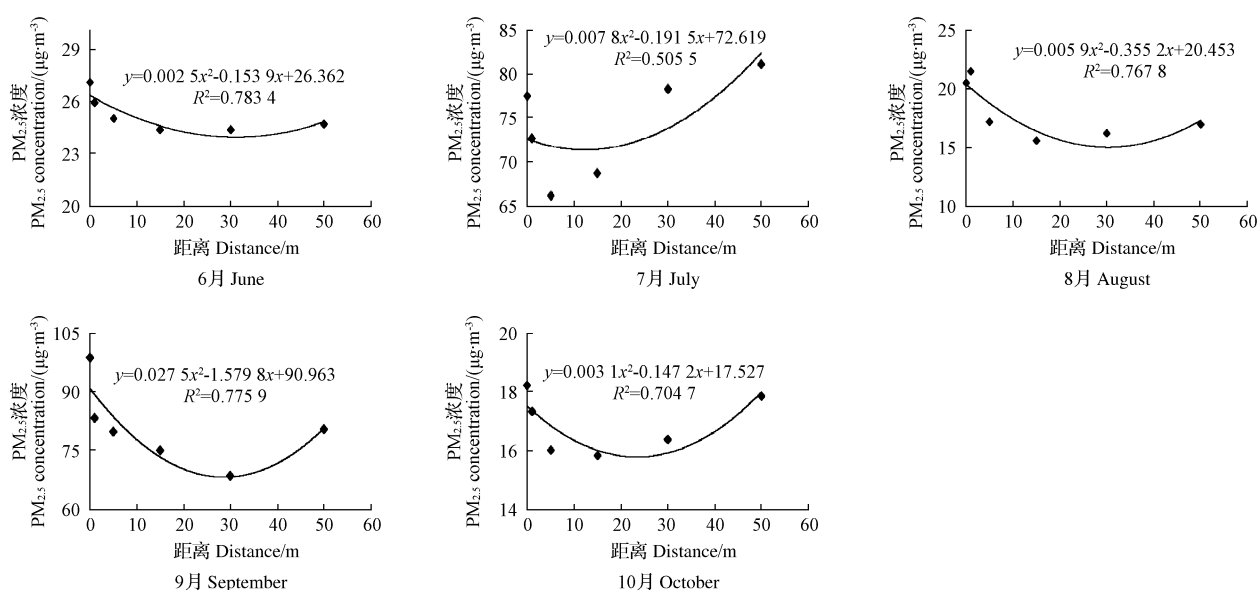 y=0.002 5x²-0.153 9x+26.362
R²=0.783 4
29
26
23
20
0 10 20 30 40 50 60
PM₂.₅浓度
PM₂.₅ concentration/(μg·m⁻³)
距离 Distance/m
6月 June
y=0.007 8x²-0.191 5x+72.619
R²=0.505 5
85
80
75
70
65
0 10 20 30 40 50 60
PM₂.₅浓度
PM₂.₅ concentration/(μg·m⁻³)
距离 Distance/m
7月 July
y=0.005 9x²-0.355 2x+20.453
R²=0.767 8
25
20
15
10
0 10 20 30 40 50 60
PM₂.₅浓度
PM₂.₅ concentration/(μg·m⁻³)
距离 Distance/m
8月 August
y=0.027 5x²-1.579 8x+90.963
R²=0.775 9
105
90
75
60
0 10 20 30 40 50 60
PM₂.₅浓度
PM₂.₅ concentration/(μg·m⁻³)
距离 Distance/m
9月 September
y=0.003 1x²-0.147 2x+17.527
R²=0.704 7
20
18
16
14
0 10 20 30 40 50 60
PM₂.₅浓度
PM₂.₅ concentration/(μg·m⁻³)
距离 Distance/m
10月 October